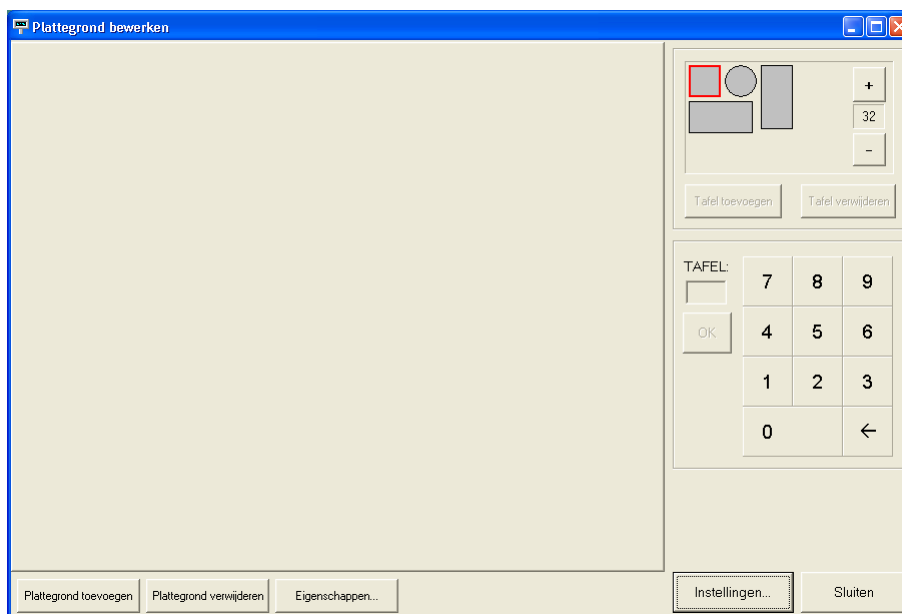 Plattegrond bewerken
+
32
-
Tafel toevoegen
Tafel verwijderen
TAFEL:
7 8 9
OK
4 5 6
1 2 3
0 ←
Plattegrond toevoegen
Plattegrond verwijderen
Eigenschappen...
Instellingen...
Sluiten